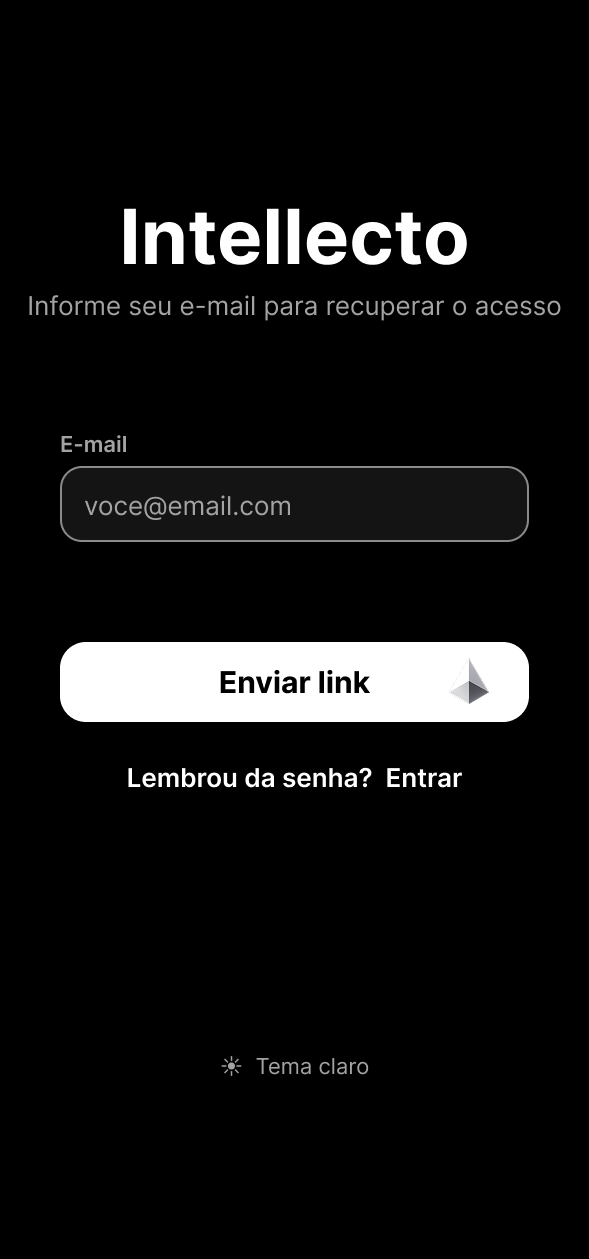 Intellecto
Informe seu e-mail para recuperar o acesso
E-mail
voce@email.com
Enviar link
Lembrou da senha? Entrar
Tema claro